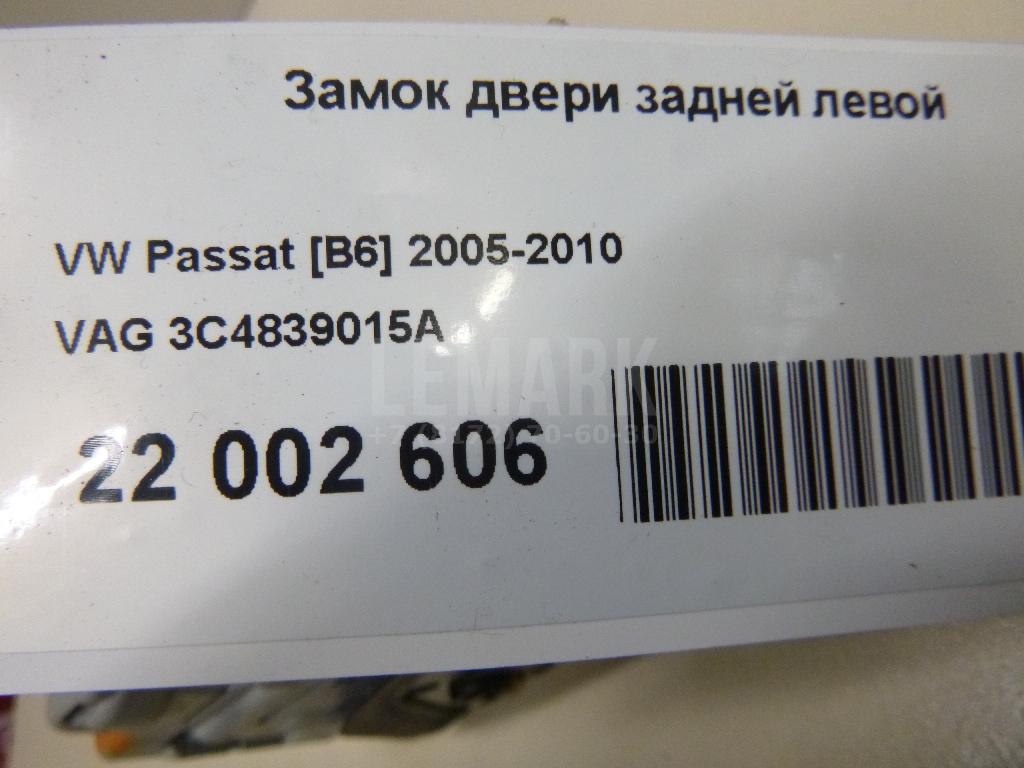 Замок двери задней левой
VW Passat [B6] 2005-2010
VAG 3C4839015A
LEMARK
22 002 606